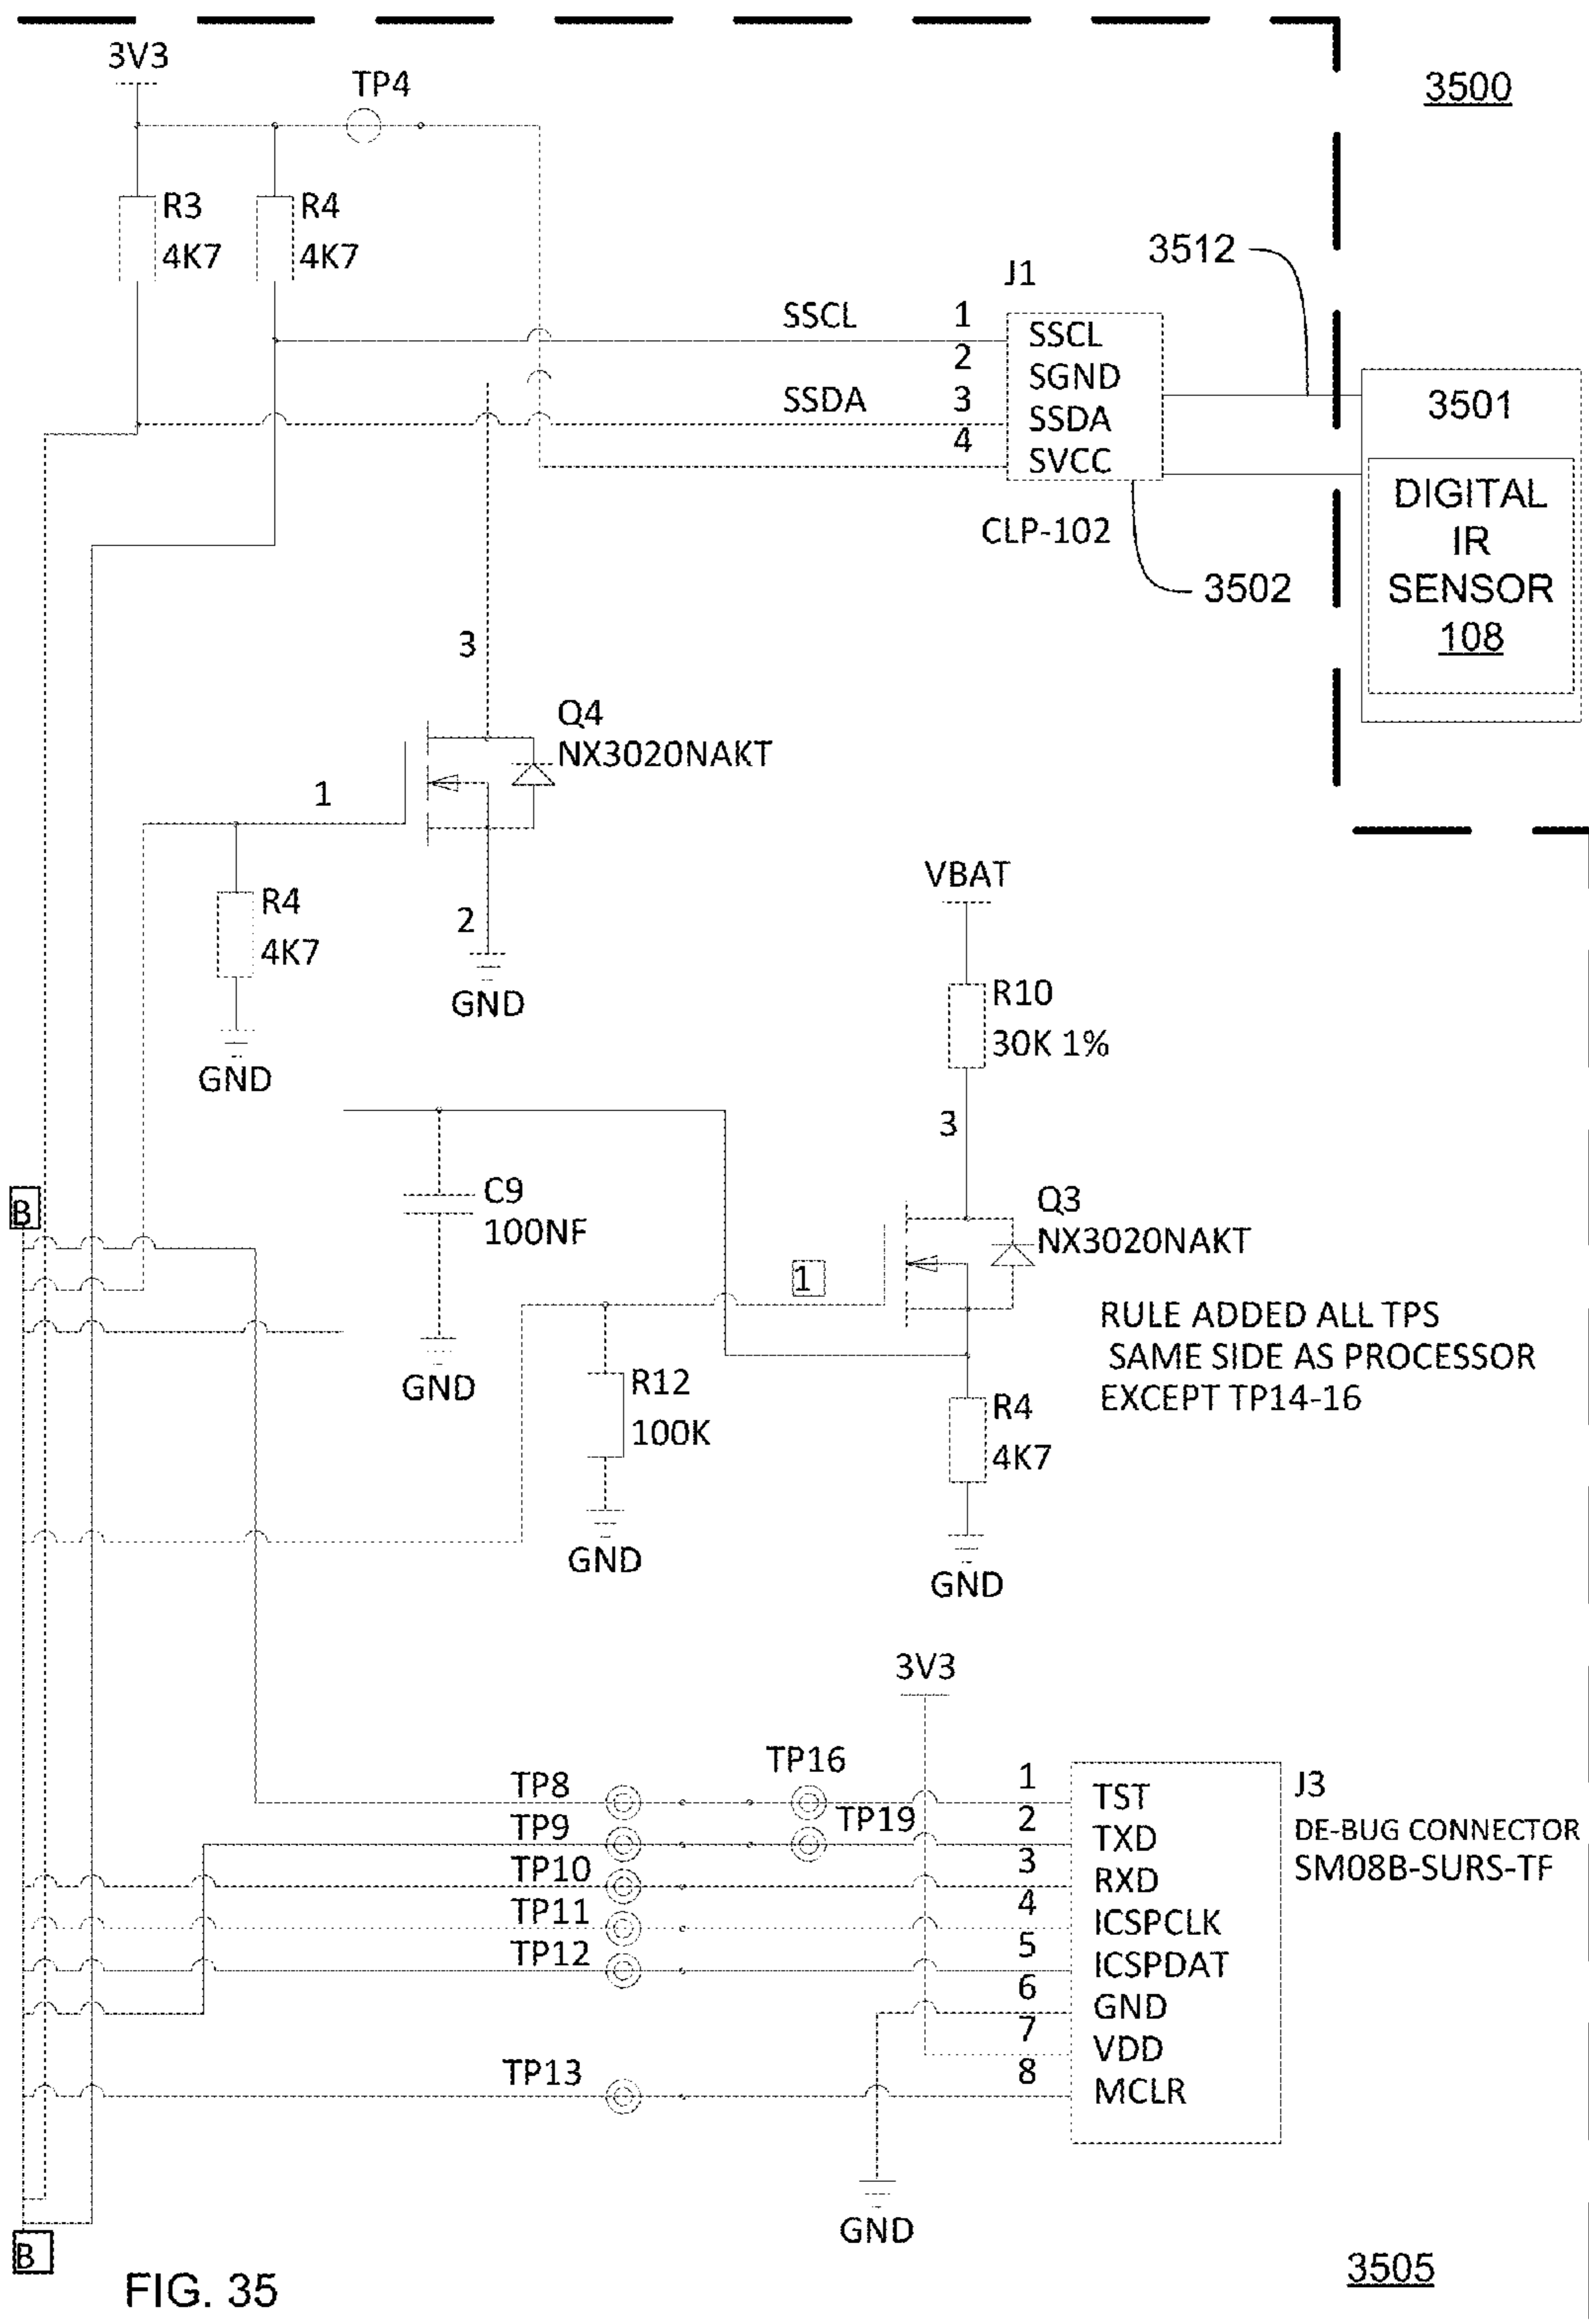 3V3
TP4
3500
R3
4K7
R4
4K7
3512
J1
SSCL
1
SSCL
2
SGND
SSDA
3
SSDA
4
SVCC
3501
DIGITAL
IR
SENSOR
108
CLP-102
3502
3
Q4
NX3020NAKT
1
R4
4K7
2
GND
GND
VBAT
R10
30K 1%
3
B
C9
100NF
GND
Q3
NX3020NAKT
1
RULE ADDED ALL TPS
SAME SIDE AS PROCESSOR
EXCEPT TP14-16
R12
100K
GND
R4
4K7
GND
3V3
TP8
TP16
1
TST
TP9
TP19
2
TXD
TP10
3
RXD
TP11
4
ICSPCLK
TP12
5
ICSPDAT
6
GND
7
VDD
TP13
8
MCLR
J3
DE-BUG CONNECTOR
SM08B-SURS-TF
GND
B
3505
FIG. 35